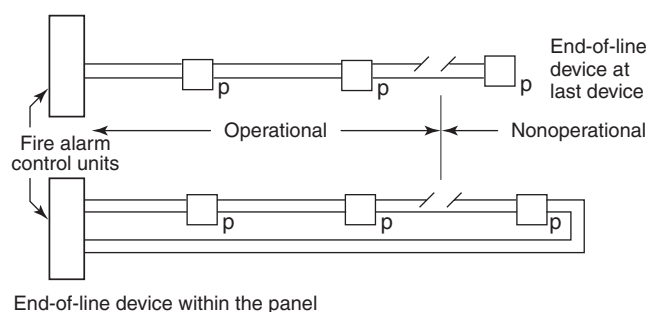 p
p
p
End-of-line
device at
last device
Operational
Nonoperational
Fire alarm
control units
p
p
p
End-of-line device within the panel